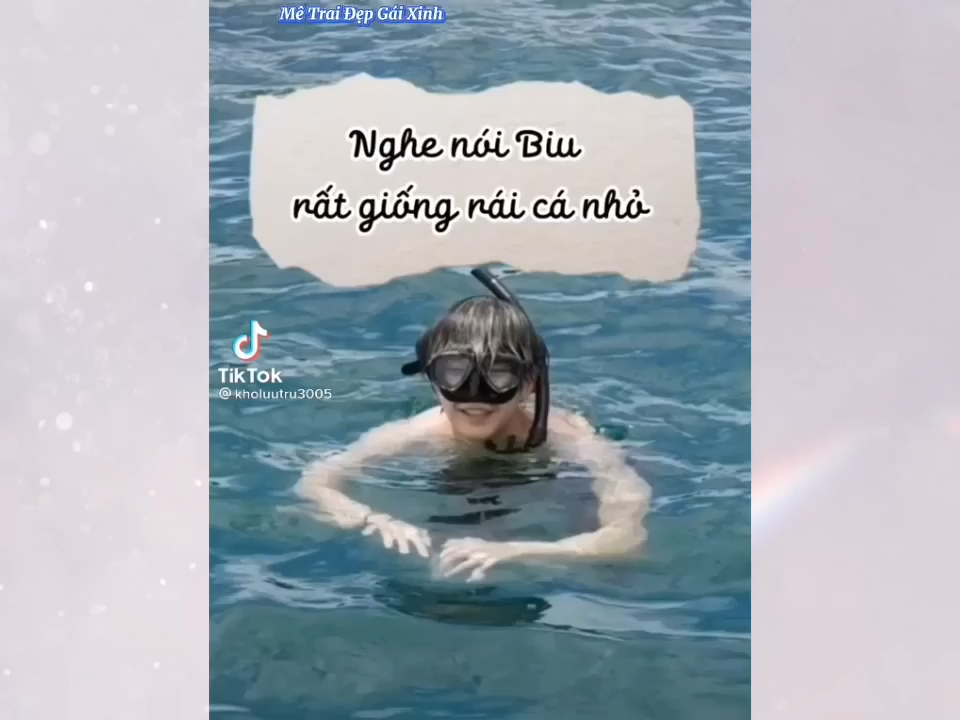 Mê Trai Đẹp Gái Xinh
Nghe nói Biu
rất giống rái cá nhỏ
TikTok
@kholuutru3005